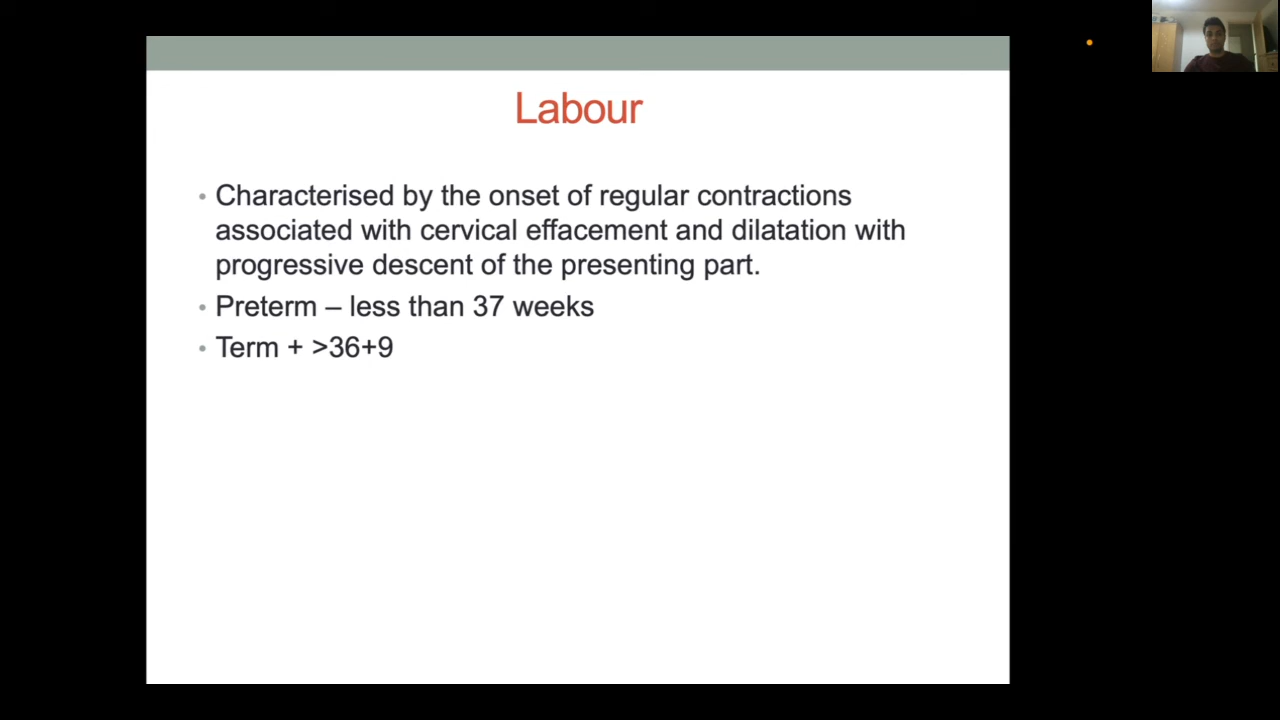 Labour
• Characterised by the onset of regular contractions
associated with cervical effacement and dilatation with
progressive descent of the presenting part.
• Preterm – less than 37 weeks
• Term + >36+9